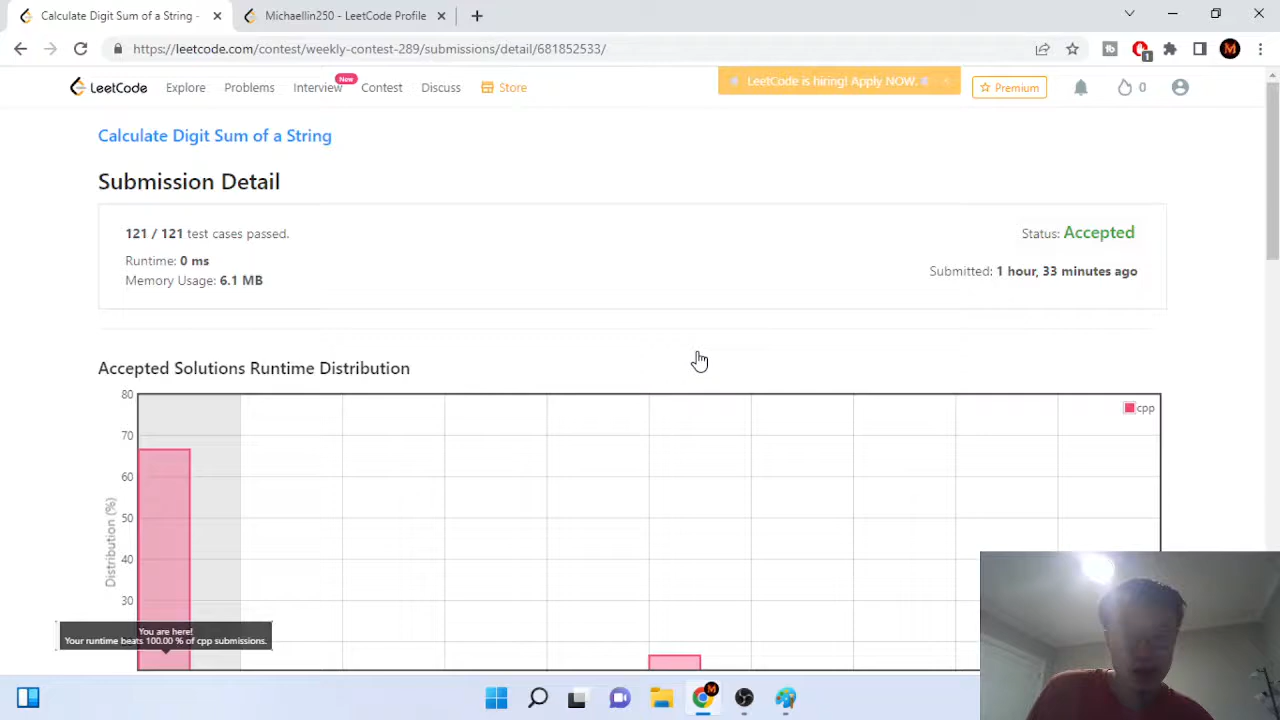 Calculate Digit Sum of a String -
Michaellin250 - LeetCode Profile
https://leetcode.com/contest/weekly-contest-289/submissions/detail/681852533/
1
M
LeetCode
Explore
Problems
Interview
New
Contest
Discuss
Store
LeetCode is hiring! Apply NOW.
Premium
0
Calculate Digit Sum of a String
Submission Detail
121 / 121 test cases passed.
Status: Accepted
Runtime: 0 ms
Memory Usage: 6.1 MB
Submitted: 1 hour, 33 minutes ago
Accepted Solutions Runtime Distribution
80
70
60
50
40
30
cpp
Distribution (%)
You are here!
Your runtime beats 100.00 % of cpp submissions.
M